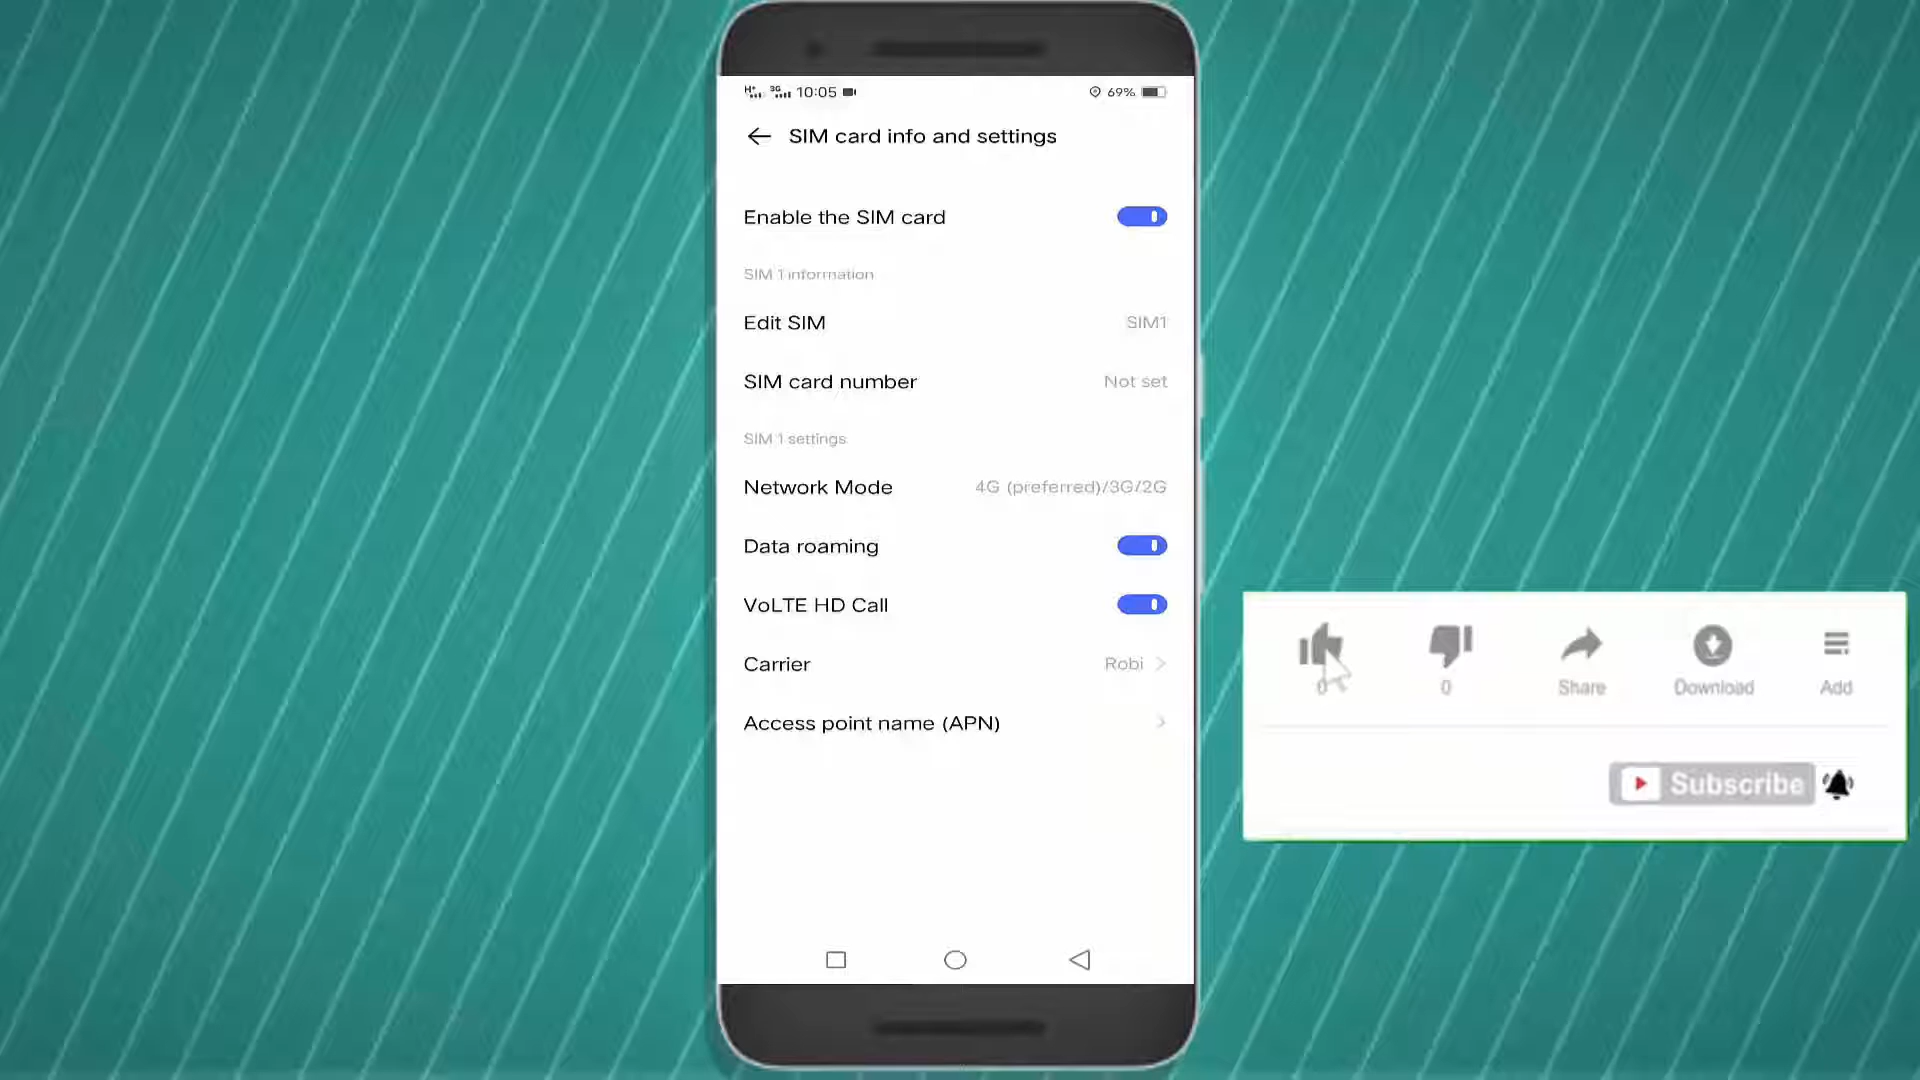 H+ 3G 10:05 69%
SIM card info and settings
Enable the SIM card
SIM 1 information
Edit SIM SIM1
SIM card number Not set
SIM 1 settings
Network Mode 4G (preferred)/3G/2G
Data roaming
VoLTE HD Call
Carrier Robi
Access point name (APN)
0 0 Share Download Add
Subscribe